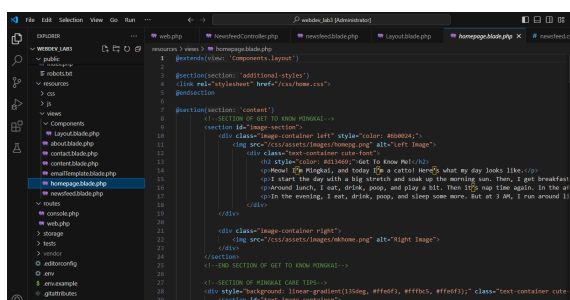 File Edit Selection View Go Run ...
webdev_lab3 [Administrator]
EXPLORER
WEBDEV_LAB3
public
robots.txt
resources
css
js
views
Components
Layout.blade.php
about.blade.php
contact.blade.php
content.blade.php
emailTemplate.blade.php
homepage.blade.php
newsfeed.blade.php
routes
console.php
web.php
storage
tests
vendor
.editorconfig
.env
.env.example
.gitattributes
web.php NewsfeedController.php newsfeed.blade.php Layout.blade.php homepage.blade.php # newsfeed.c
resources > views > homepage.blade.php
1 @extends(view: 'Components.layout')
2
3 @section(section: 'additional-styles')
4 <link rel="stylesheet" href="/css/home.css">
5 @endsection
6
7 @section(section: 'content')
8 <!--SECTION OF GET TO KNOW MINGKAI-->
9 <section id="image-section">
10 <div class="image-container left" style="color: #6b0024;">
11 <img src="/css/assets/images/homepg.png" alt="Left Image">
12 <div class="text-container cute-font">
13 <h2 style="color: #d13469;">Get To Know Me!</h2>
14 <p>Meow! I'm Mingkai, and today I'm a catto! Here's what my day looks like.</p>
15 <p>I start the day with a big stretch and soak up the morning sun. Then, I get breakfas
16 <p>Around lunch, I eat, drink, poop, and play a bit. Then it's nap time again. In the a
17 <p>In the evening, I eat, drink, poop, and sleep some more. But at 3 AM, I run around li
18 </div>
19 </div>
20
21 <div class="image-container right">
22 <img src="/css/assets/images/mkhome.png" alt="Right Image">
23 </div>
24 </section>
25 <!--END SECTION OF GET TO KNOW MINGKAI-->
26
27 <!--SECTION OF MINGKAI CARE TIPS-->
28 <div style="background: linear-gradient(135deg, #ffe6f3, #fffbc5, #ffe6f3);" class="text-container cute